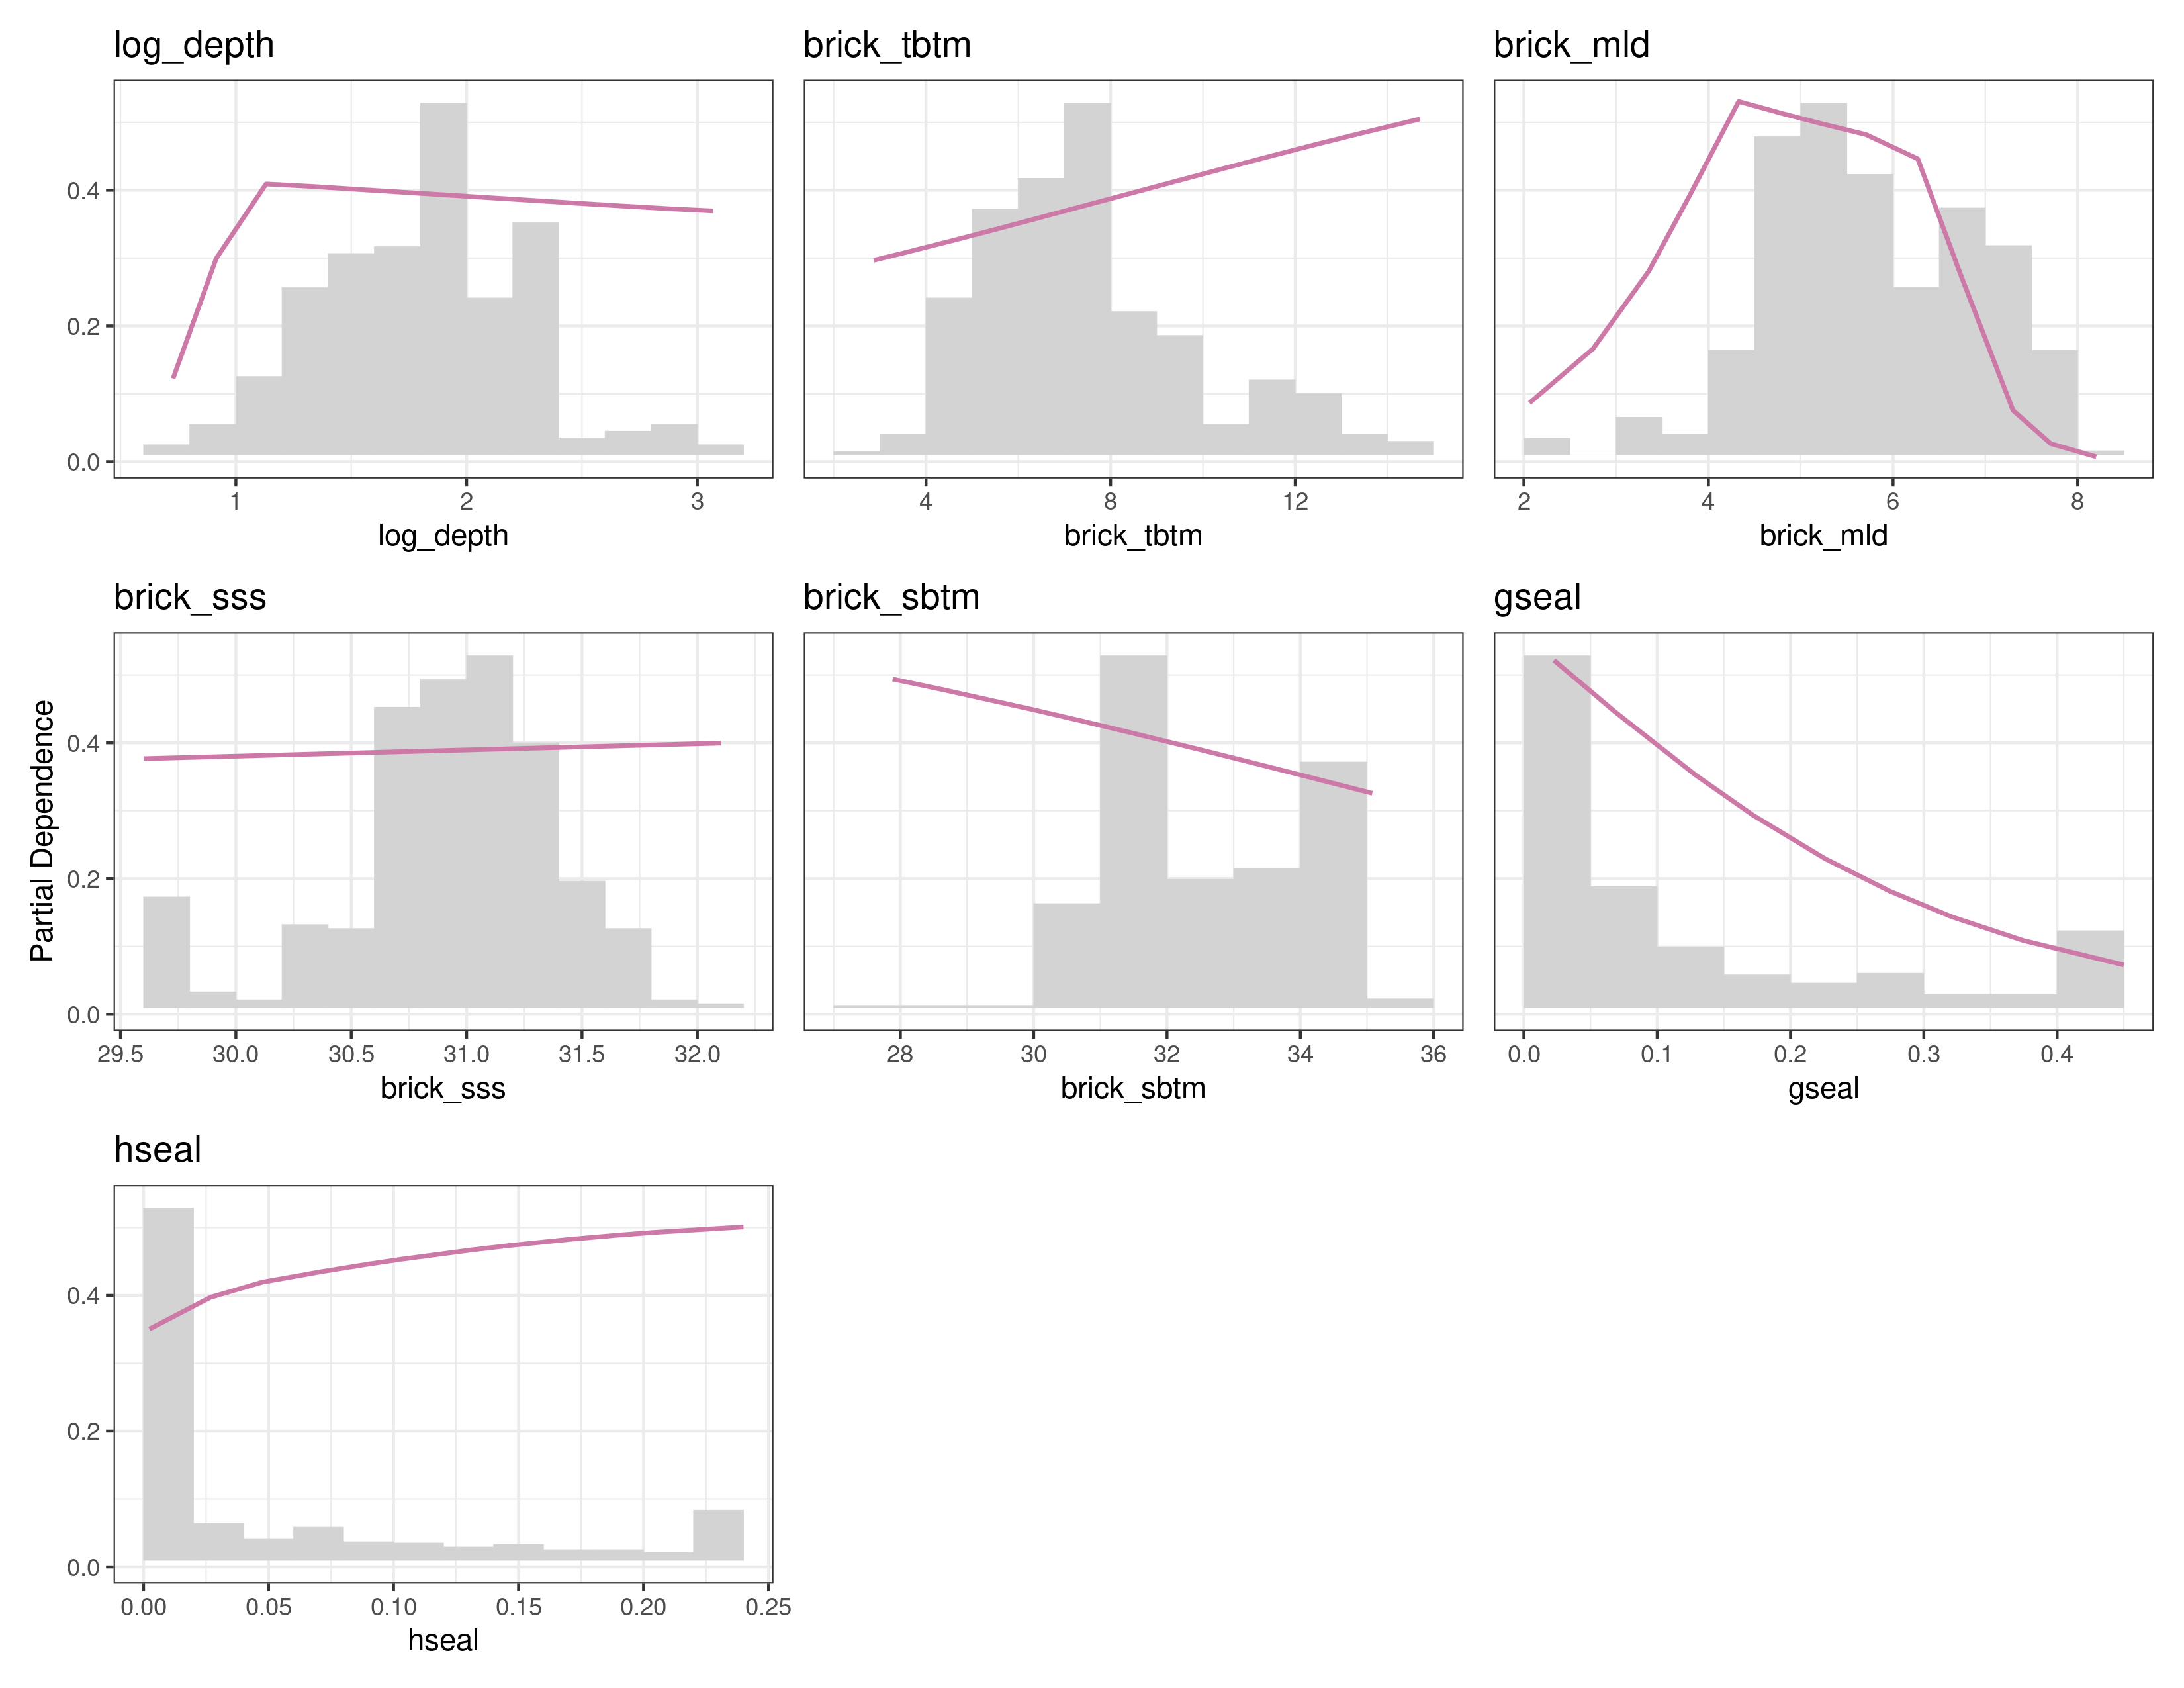 log_depth
brick_tbtm
brick_mld
0.4
0.2
0.0
1 2 3
4 8 12
2 4 6 8
log_depth
brick_tbtm
brick_mld
brick_sss
brick_sbtm
gseal
Partial Dependence
0.4
0.2
0.0
29.5 30.0 30.5 31.0 31.5 32.0
28 30 32 34 36
0.0 0.1 0.2 0.3 0.4
brick_sss
brick_sbtm
gseal
hseal
0.4
0.2
0.0
0.00 0.05 0.10 0.15 0.20 0.25
hseal